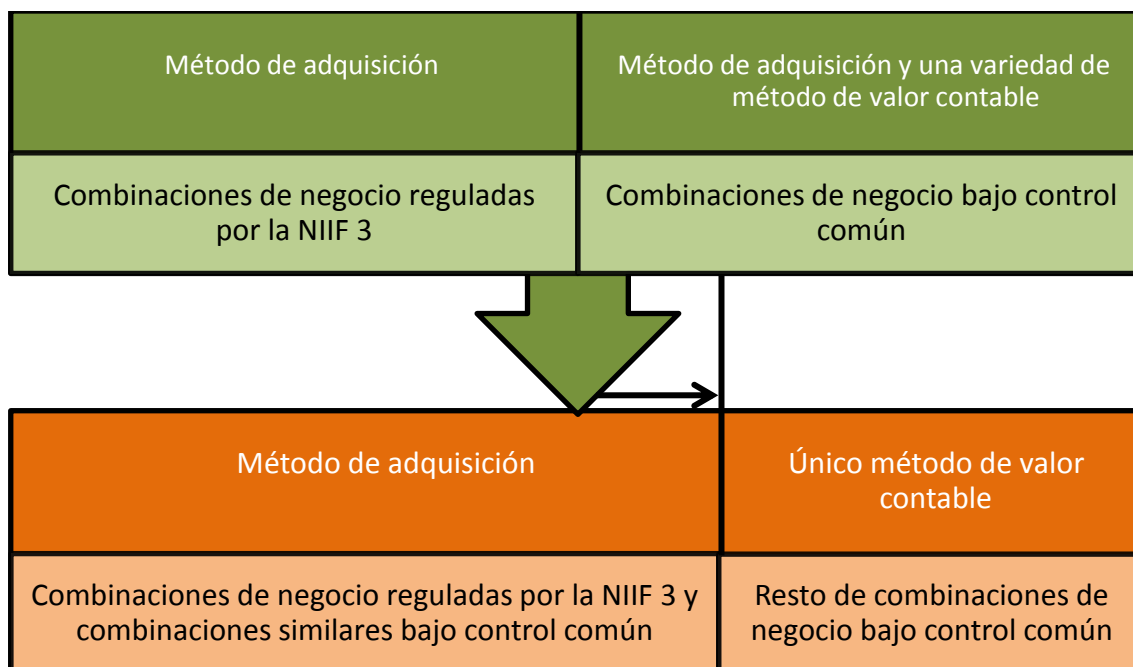 Método de adquisición
Método de adquisición y una variedad de
método de valor contable
Combinaciones de negocio reguladas
por la NIIF 3
Combinaciones de negocio bajo control
común
Método de adquisición
Único método de valor
contable
Combinaciones de negocio reguladas por la NIIF 3 y
combinaciones similares bajo control común
Resto de combinaciones de
negocio bajo control común